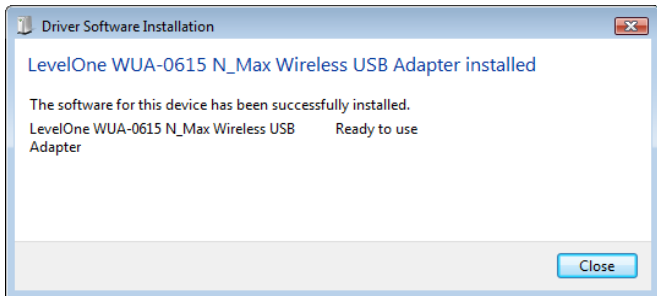 Driver Software Installation
LevelOne WUA-0615 N_Max Wireless USB Adapter installed
The software for this device has been successfully installed.
LevelOne WUA-0615 N_Max Wireless USB Ready to use
Adapter
Close